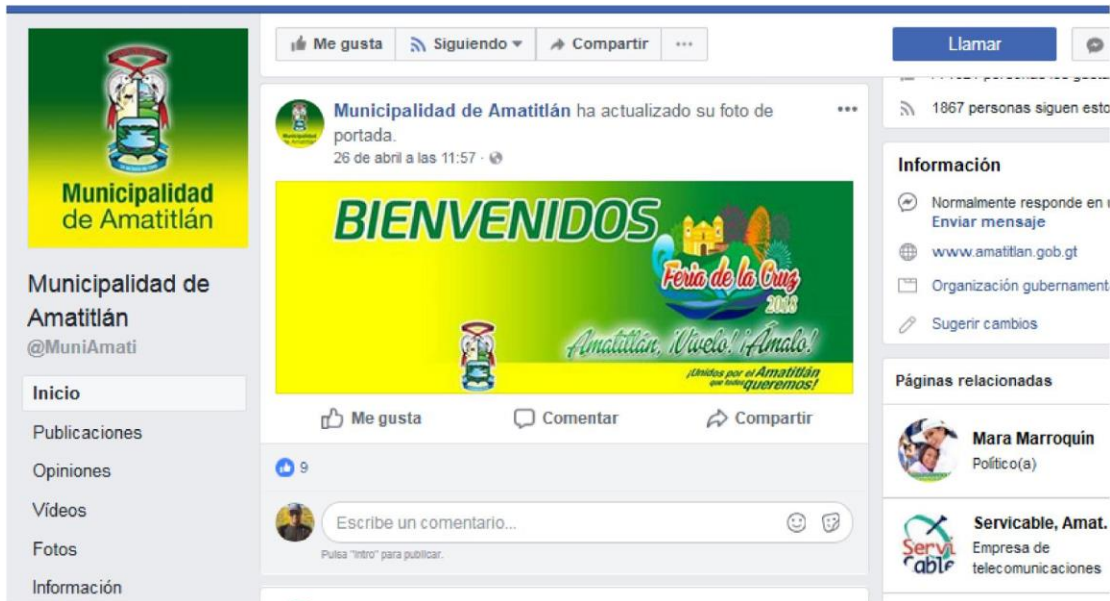 Municipalidad
de Amatitlán
Municipalidad de
Amatitlán
@MuniAmati
Inicio
Publicaciones
Opiniones
Vídeos
Fotos
Información
Me gusta
Siguiendo
Compartir
Municipalidad de Amatitlán ha actualizado su foto de
portada.
26 de abril a las 11:57
BIENVENIDOS
Feria de la Cruz
2018
Amatitlán, ¡Vívelo! ¡Ámalo!
¡Unidos por el Amatitlán
que todos queremos!
Me gusta
Comentar
Compartir
9
Escribe un comentario...
Pulsa "Intro" para publicar.
Llamar
1867 personas siguen esto
Información
Normalmente responde en
Enviar mensaje
www.amatitlan.gob.gt
Organización gubernament
Sugerir cambios
Páginas relacionadas
Mara Marroquín
Político(a)
Servi
Cable
Servicable, Amat.
Empresa de
telecomunicaciones